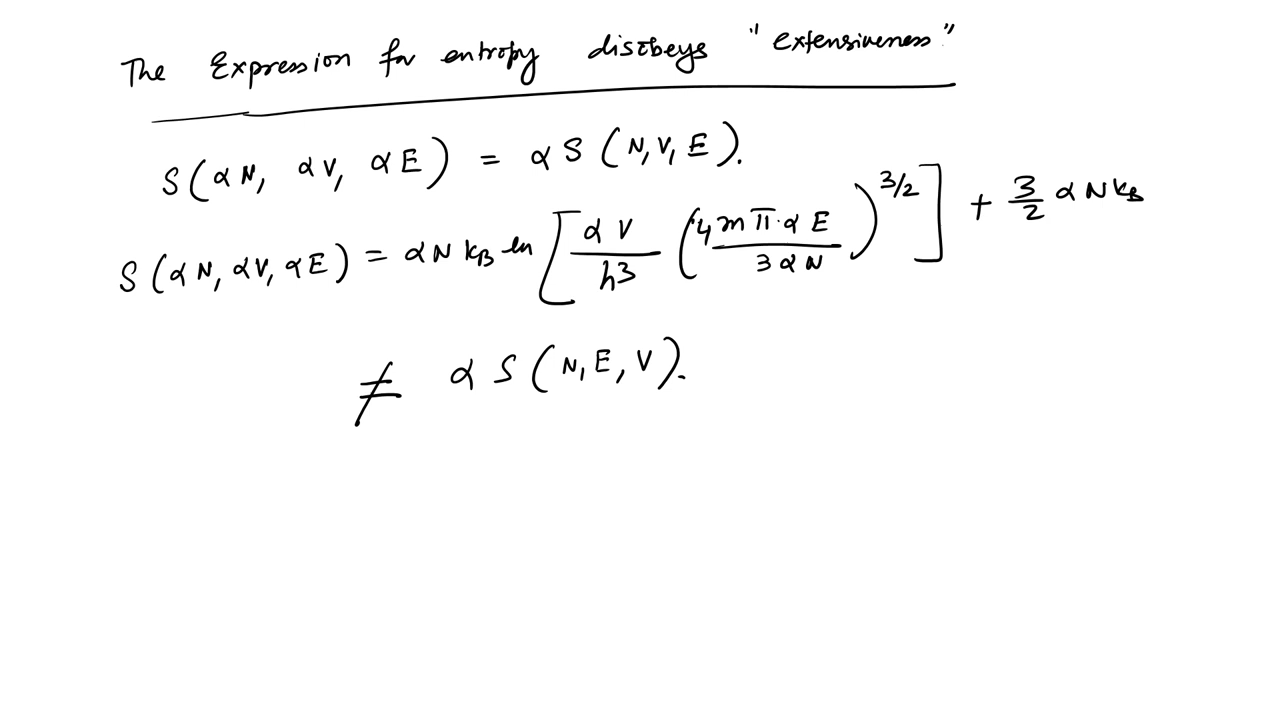 The Expression for entropy disobeys "extensiveness"
S(αN, αV, αE) = α S (N, V, E).
S(αN, αV, αE) = αN k_B ln [ αV / h^3 ( 4mπ·αE / 3αN )^{3/2} ] + 3/2 αN k_B
≠ α S (N, E, V).